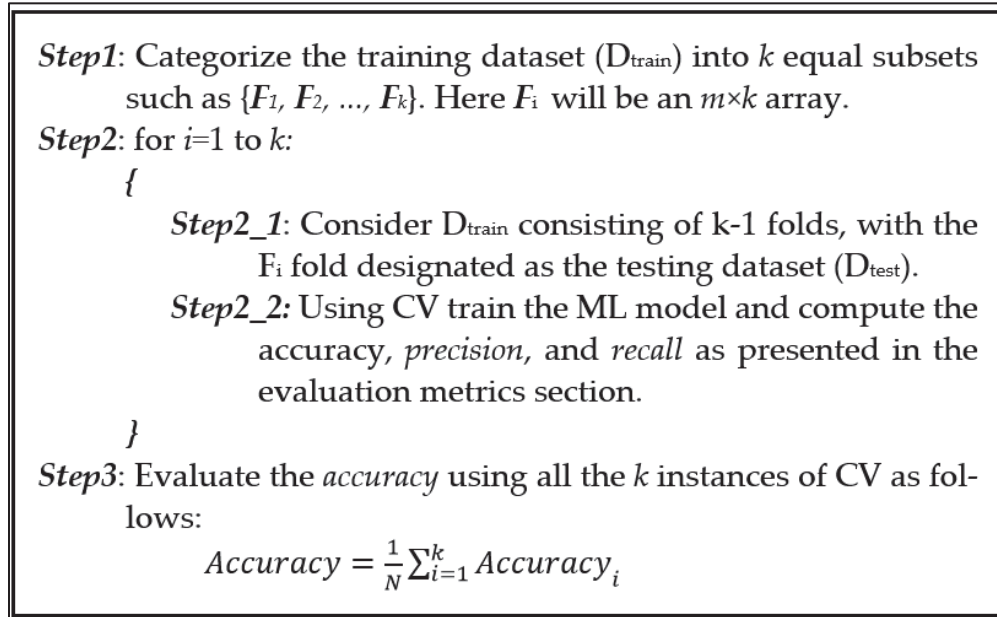 Step1: Categorize the training dataset (Dtrain) into k equal subsets
such as {F1, F2, ..., Fk}. Here Fi will be an m×k array.
Step2: for i=1 to k:
{
Step2_1: Consider Dtrain consisting of k-1 folds, with the
Fi fold designated as the testing dataset (Dtest).
Step2_2: Using CV train the ML model and compute the
accuracy, precision, and recall as presented in the
evaluation metrics section.
}
Step3: Evaluate the accuracy using all the k instances of CV as fol-
lows:
Accuracy = 1/N ∑_{i=1}^{k} Accuracy_i